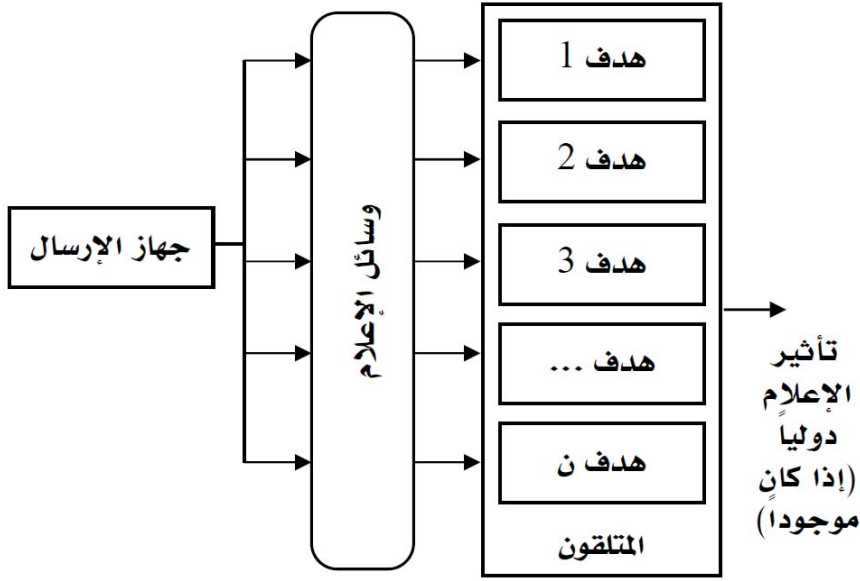 جهاز الإرسال
وسائل الإعلام
هدف 1
هدف 2
هدف 3
هدف ...
هدف ن
المتلقون
تأثير
الإعلام
دولياً
(إذا كان
موجوداً)